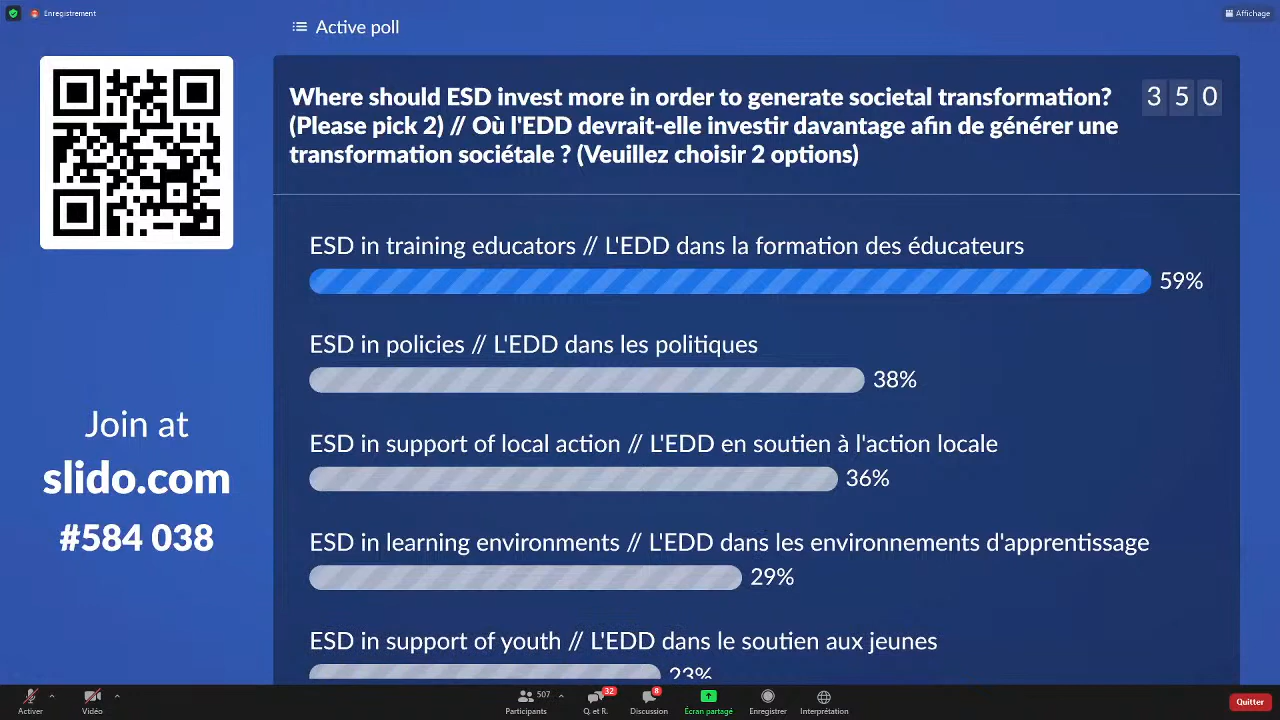 Enregistrement
Affichage
Active poll
Where should ESD invest more in order to generate societal transformation?
(Please pick 2) // Où l'EDD devrait-elle investir davantage afin de générer une
transformation sociétale ? (Veuillez choisir 2 options)
3 5 0
ESD in training educators // L'EDD dans la formation des éducateurs
59%
ESD in policies // L'EDD dans les politiques
38%
ESD in support of local action // L'EDD en soutien à l'action locale
36%
ESD in learning environments // L'EDD dans les environnements d'apprentissage
29%
ESD in support of youth // L'EDD dans le soutien aux jeunes
23%
Join at
slido.com
#584 038
Activer
Vidéo
507
Participants
32
Q. et R.
8
Discussion
Écran partagé
Enregistrer
Interprétation
Quitter